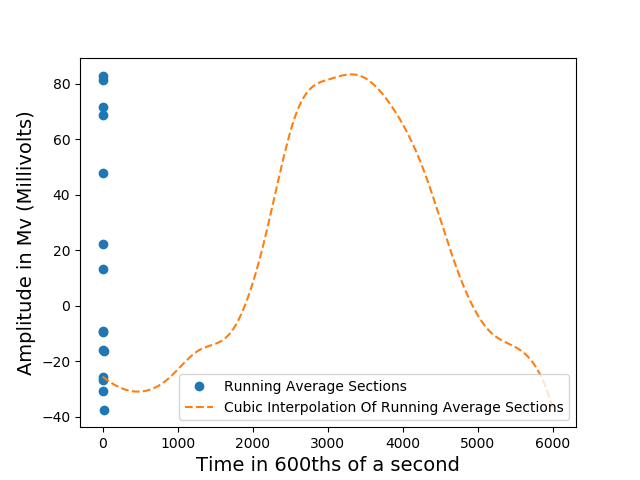 80
60
40
20
0
−20
−40
Amplitude in Mv (Millivolts)
Running Average Sections
Cubic Interpolation Of Running Average Sections
0 1000 2000 3000 4000 5000 6000
Time in 600ths of a second